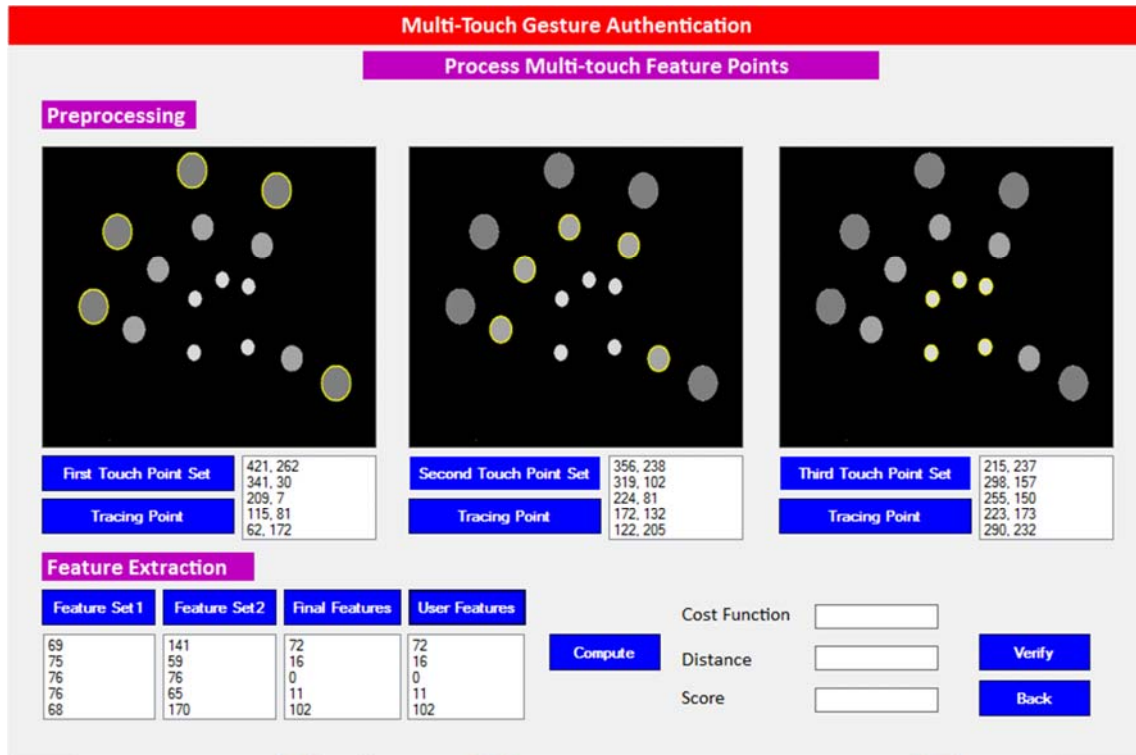 Multi-Touch Gesture Authentication
Process Multi-touch Feature Points
Preprocessing
First Touch Point Set
Tracing Point
421, 262
341, 30
209, 7
115, 81
62, 172
Second Touch Point Set
Tracing Point
356, 238
319, 102
224, 81
172, 132
122, 205
Third Touch Point Set
Tracing Point
215, 237
298, 157
255, 150
223, 173
290, 232
Feature Extraction
Feature Set1
69
75
76
76
68
Feature Set2
141
59
76
65
170
Final Features
72
16
0
11
102
User Features
72
16
0
11
102
Compute
Cost Function
Distance
Score
Verify
Back